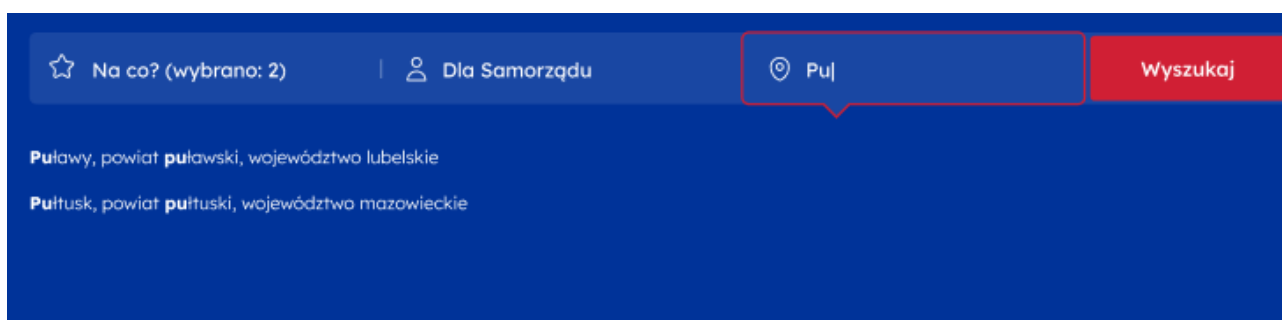 Na co? (wybrano: 2) | Dla Samorządu Pu Wyszukaj
Puławy, powiat puławski, województwo lubelskie
Pułtusk, powiat pułtuski, województwo mazowieckie